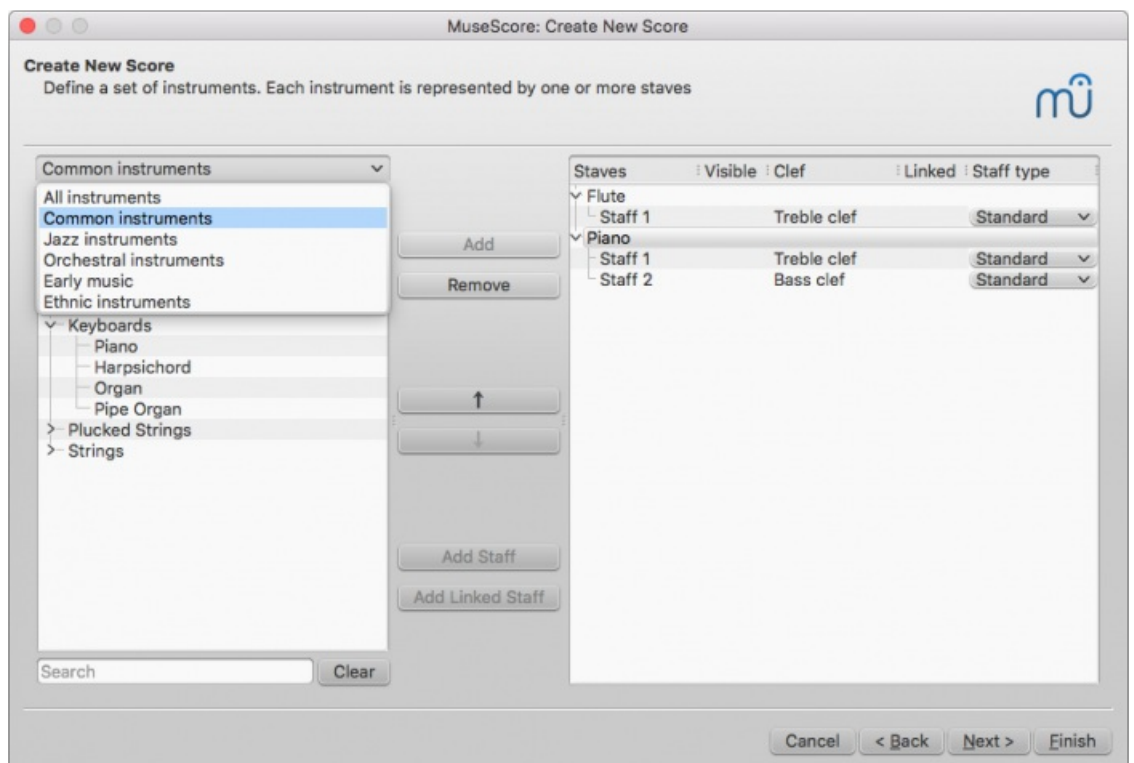 MuseScore: Create New Score
Create New Score
Define a set of instruments. Each instrument is represented by one or more staves
mu
Common instruments
All instruments
Common instruments
Jazz instruments
Orchestral instruments
Early music
Ethnic instruments
Keyboards
Piano
Harpsichord
Organ
Pipe Organ
Plucked Strings
Strings
Search
Clear
Add
Remove
↑
↓
Add Staff
Add Linked Staff
Staves Visible Clef Linked Staff type
Flute
Staff 1 Treble clef Standard
Piano
Staff 1 Treble clef Standard
Staff 2 Bass clef Standard
Cancel < Back Next > Finish